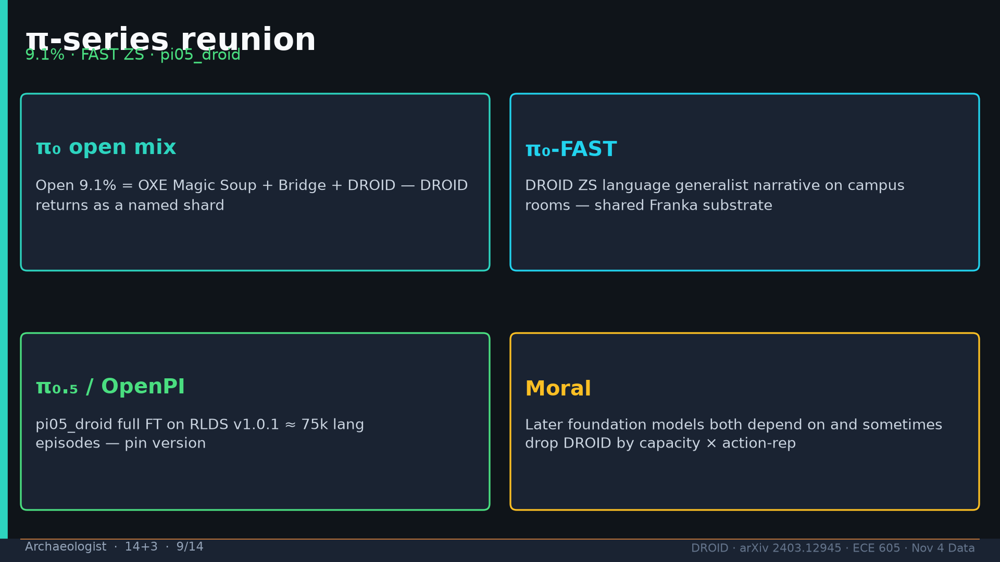 π-series reunion
9.1% · FAST ZS · pi05_droid
π₀ open mix
Open 9.1% = OXE Magic Soup + Bridge + DROID — DROID
returns as a named shard
π₀-FAST
DROID ZS language generalist narrative on campus
rooms — shared Franka substrate
π₀.₅ / OpenPI
pi05_droid full FT on RLDS v1.0.1 ≈ 75k lang
episodes — pin version
Moral
Later foundation models both depend on and sometimes
drop DROID by capacity × action-rep
Archaeologist · 14+3 · 9/14
DROID · arXiv 2403.12945 · ECE 605 · Nov 4 Data